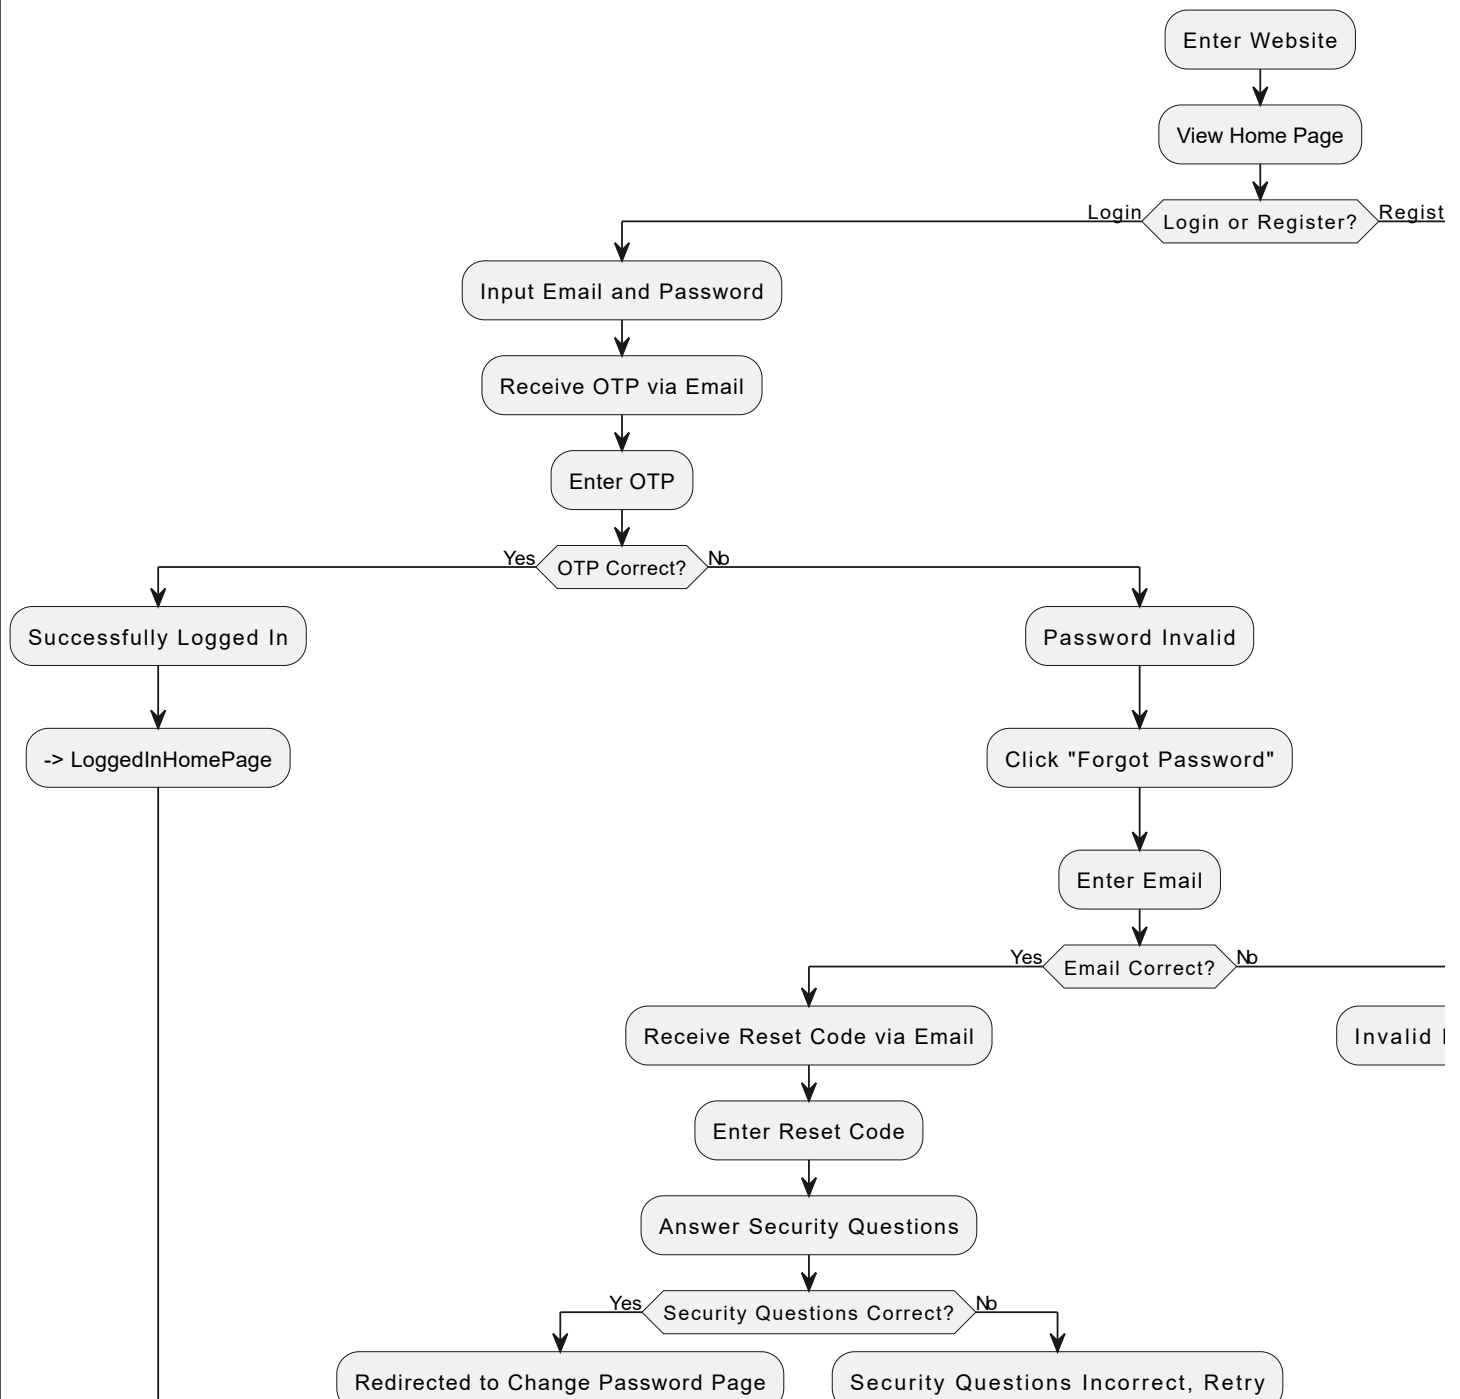 Enter Website
View Home Page
Login
Login or Register?
Regist
Input Email and Password
Receive OTP via Email
Enter OTP
Yes
OTP Correct?
No
Successfully Logged In
Password Invalid
-> LoggedInHomePage
Click "Forgot Password"
Enter Email
Yes
Email Correct?
No
Receive Reset Code via Email
Invalid
Enter Reset Code
Answer Security Questions
Yes
Security Questions Correct?
No
Redirected to Change Password Page
Security Questions Incorrect, Retry